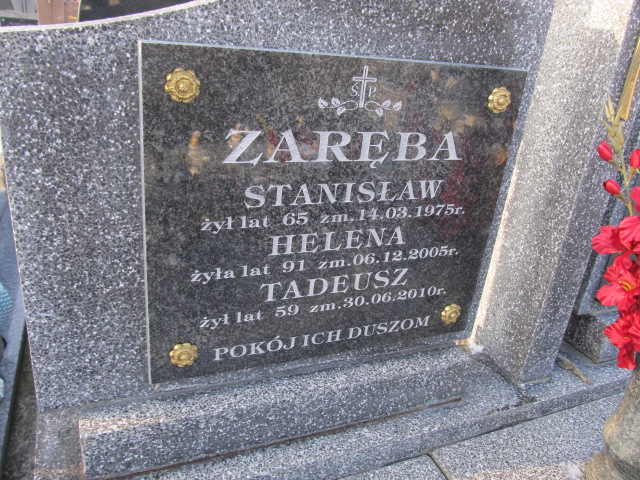 Ś P
ZARĘBA
STANISŁAW
żył lat 65 zm.14.03.1975r.
HELENA
żyła lat 91 zm.06.12.2005r.
TADEUSZ
żył lat 59 zm.30.06.2010r.
POKÓJ ICH DUSZOM